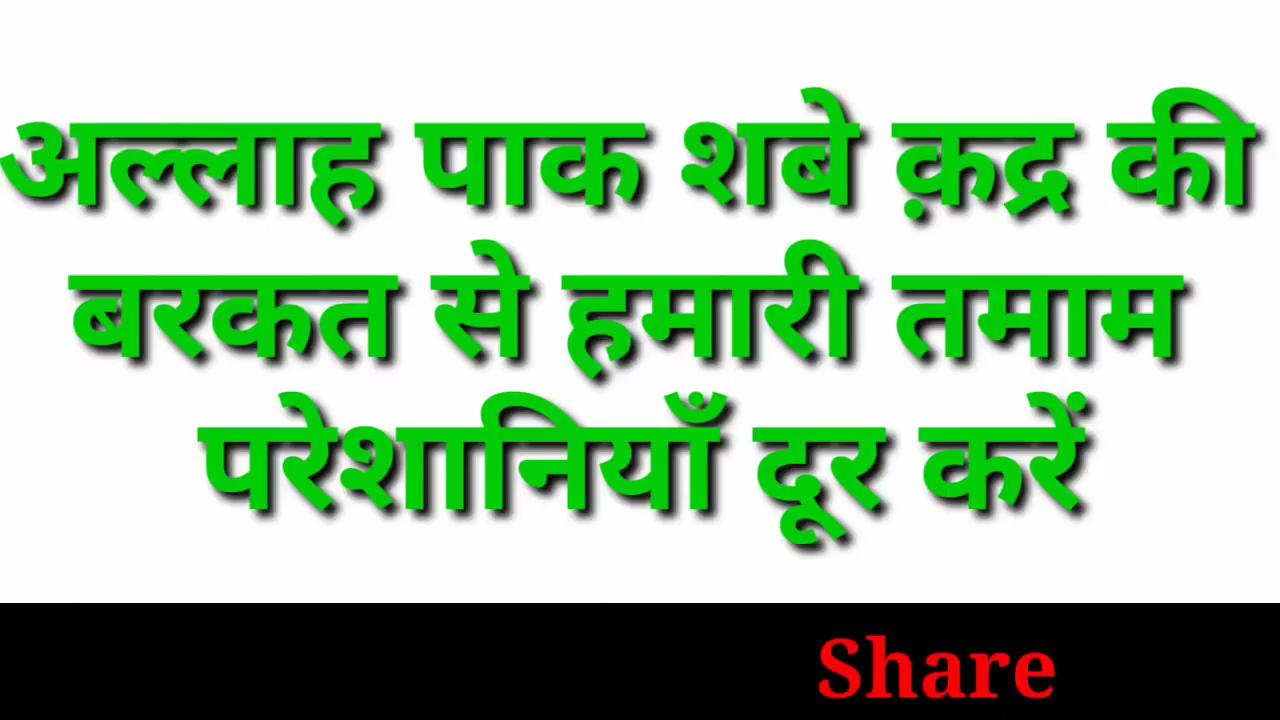 अल्लाह पाक शबे क़द्र की
बरकत से हमारी तमाम
परेशानियाँ दूर करें
Share